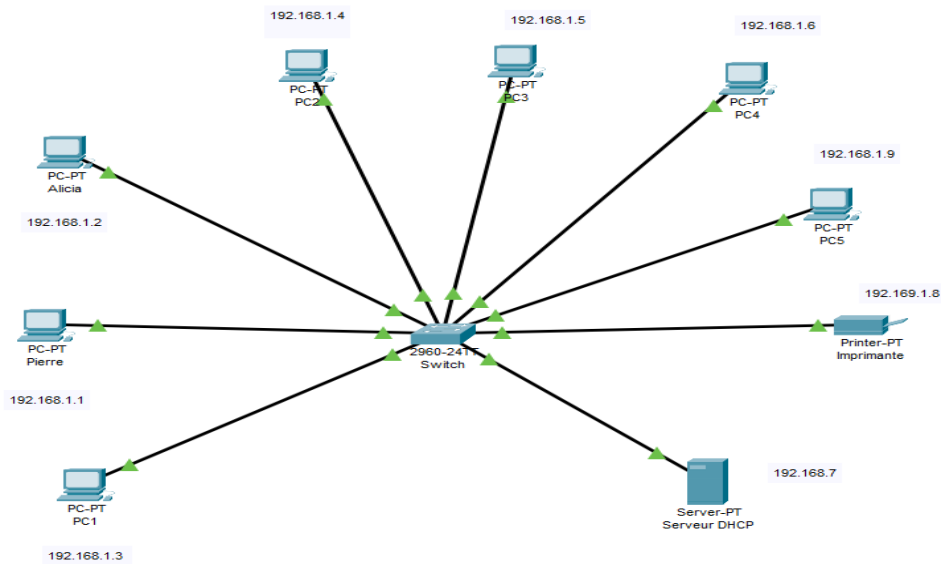 192.168.1.4
192.168.1.5
192.168.1.6
PC-PT
PC2
PC-PT
PC3
PC-PT
PC4
192.168.1.9
PC-PT
Alicia
192.168.1.2
PC-PT
PC5
192.169.1.8
PC-PT
Pierre
2960-24TT
Switch
Printer-PT
Imprimante
192.168.1.1
192.168.7
PC-PT
PC1
Server-PT
Serveur DHCP
192.168.1.3